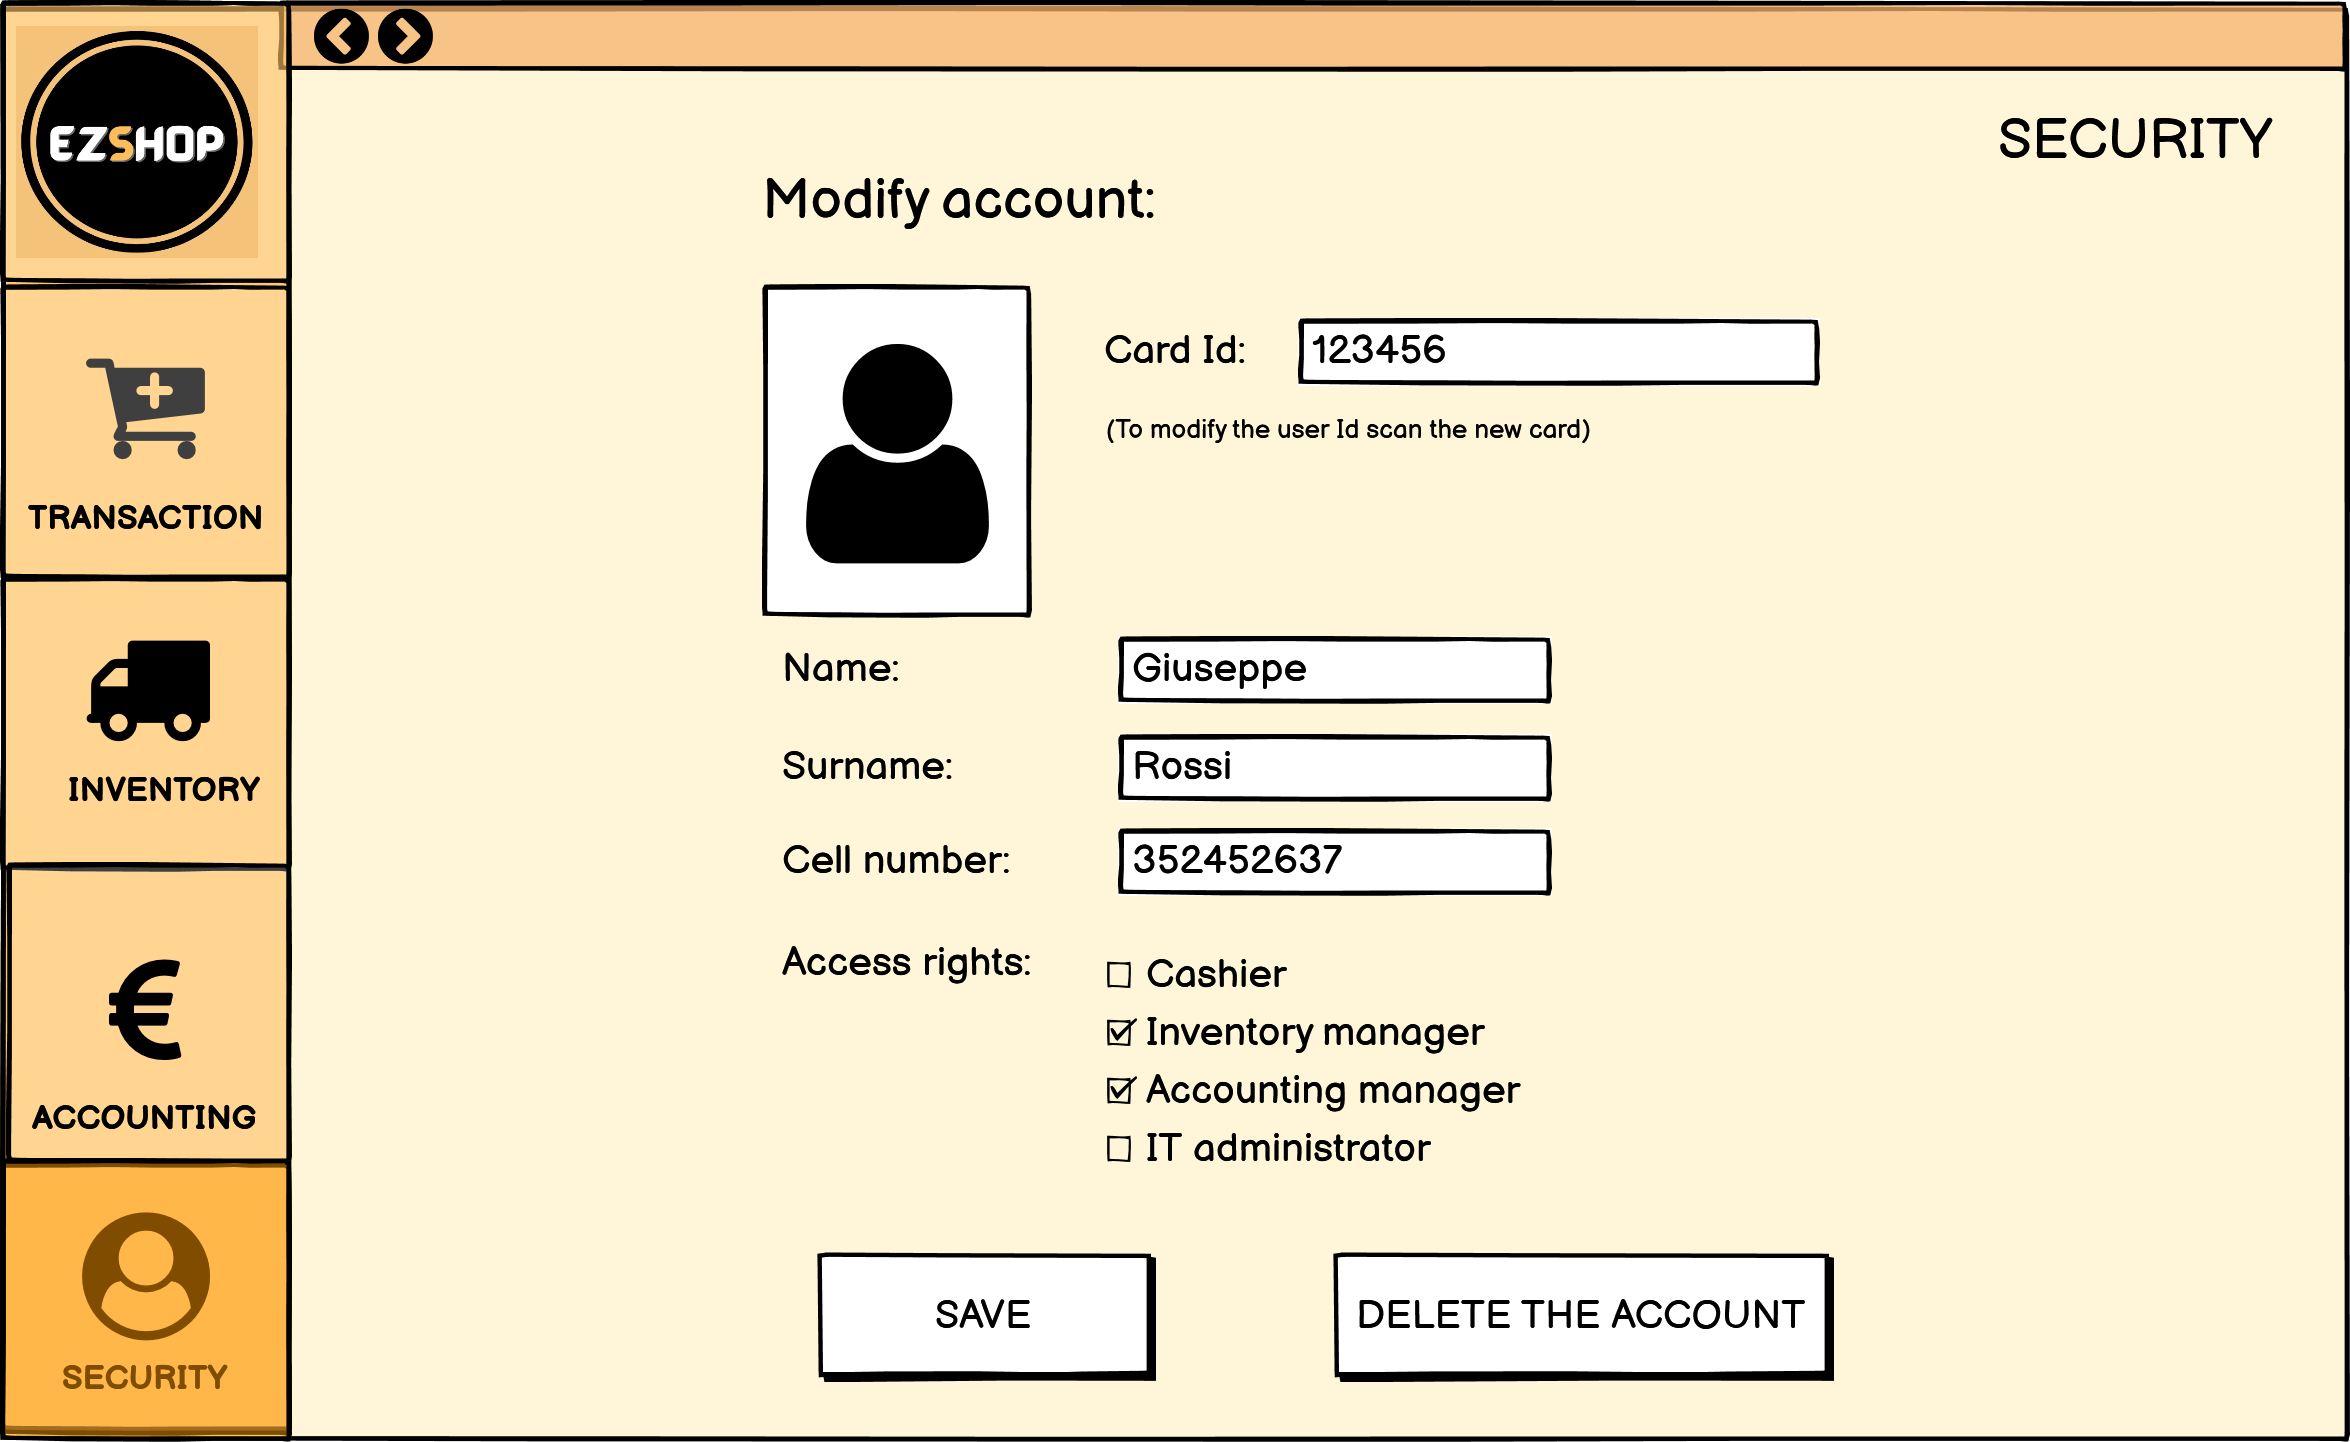 EZSHOP
TRANSACTION
INVENTORY
ACCOUNTING
SECURITY
SECURITY
Modify account:
Card Id: 123456
(To modify the user Id scan the new card)
Name: Giuseppe
Surname: Rossi
Cell number: 352452637
Access rights:
Cashier
Inventory manager
Accounting manager
IT administrator
SAVE
DELETE THE ACCOUNT